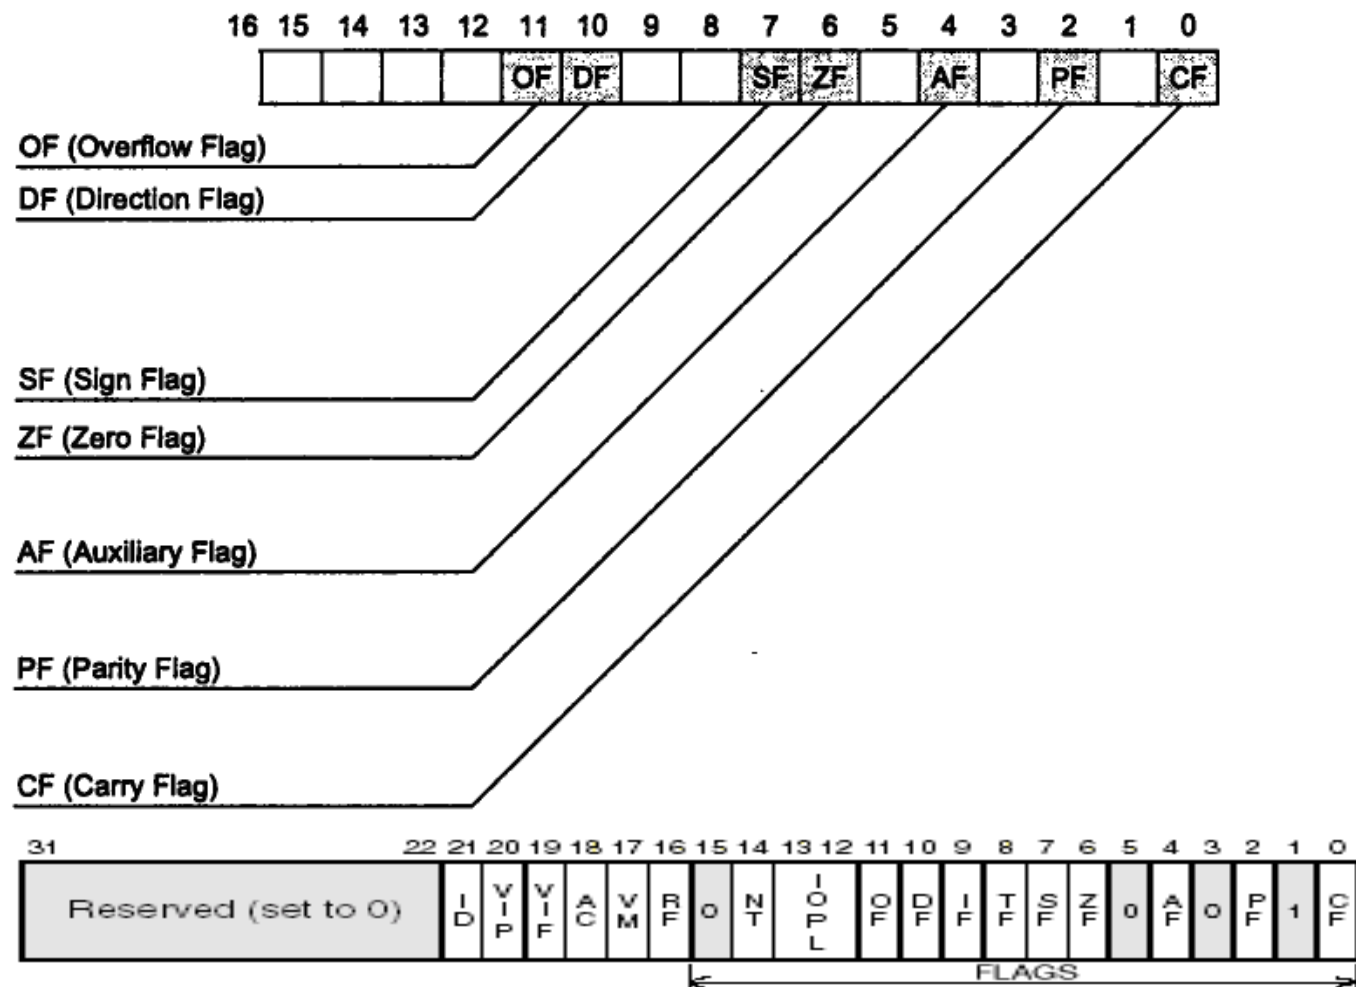 16 15 14 13 12 11 10 9 8 7 6 5 4 3 2 1 0
OF DF SF ZF AF PF CF
OF (Overflow Flag)
DF (Direction Flag)
SF (Sign Flag)
ZF (Zero Flag)
AF (Auxiliary Flag)
PF (Parity Flag)
CF (Carry Flag)
31 22 21 20 19 18 17 16 15 14 13 12 11 10 9 8 7 6 5 4 3 2 1 0
Reserved (set to 0) ID VIP VIF AC VM RF 0 NT IOPL OF DF IF TF SF ZF 0 AF 0 PF 1 CF
FLAGS